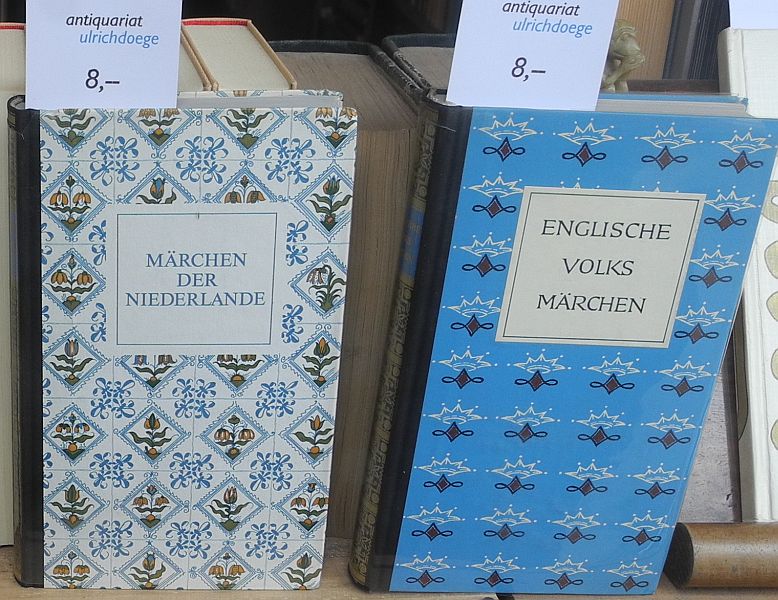 antiquariat
ulrichdoege
8,–
MÄRCHEN
DER
NIEDERLANDE
antiquariat
ulrichdoege
8,–
ENGLISCHE
VOLKS
MÄRCHEN